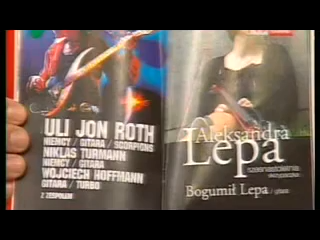 ULI JON ROTH
NIEMCY / GITARA / SCORPIONS
NIKLAS TURMANN
NIEMCY / GITARA
WOJCIECH HOFFMANN
GITARA / TURBO
Z ZESPOŁEM
Aleksandra
Lepa
Bogumił Lepa / gitara